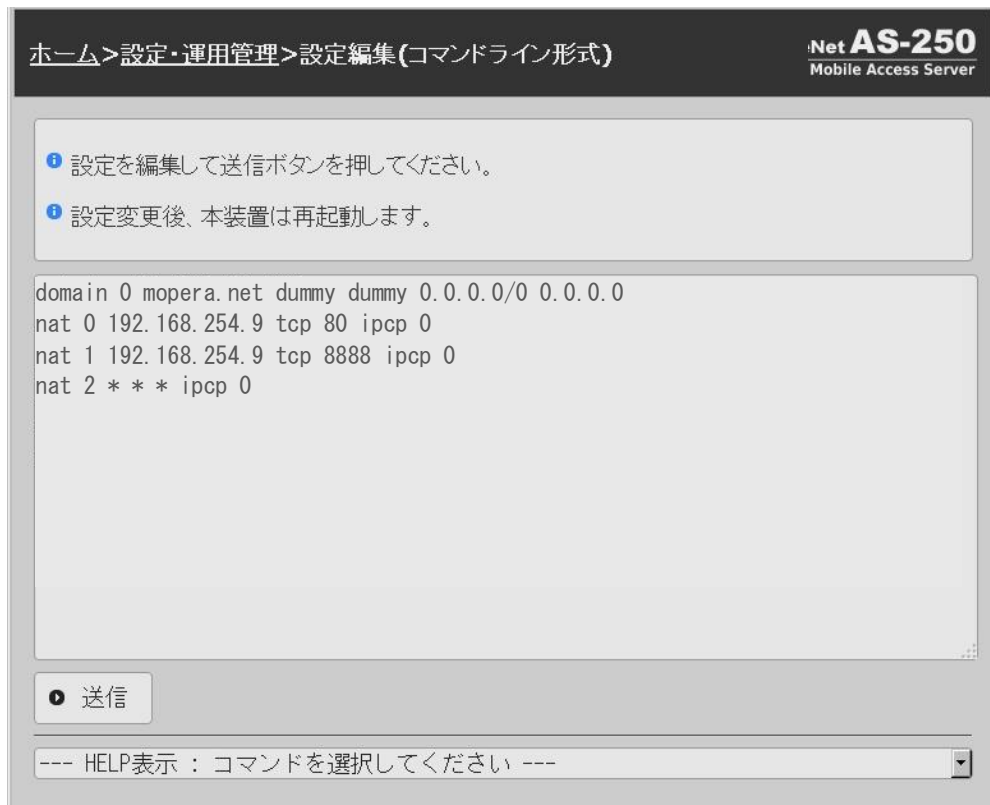 ホーム>設定・運用管理>設定編集(コマンドライン形式)
Net AS-250
Mobile Access Server
設定を編集して送信ボタンを押してください。
設定変更後、本装置は再起動します。
domain 0 mopera.net dummy dummy 0.0.0.0/0 0.0.0.0
nat 0 192.168.254.9 tcp 80 ipcp 0
nat 1 192.168.254.9 tcp 8888 ipcp 0
nat 2 * * * ipcp 0
送信
--- HELP表示 : コマンドを選択してください ---